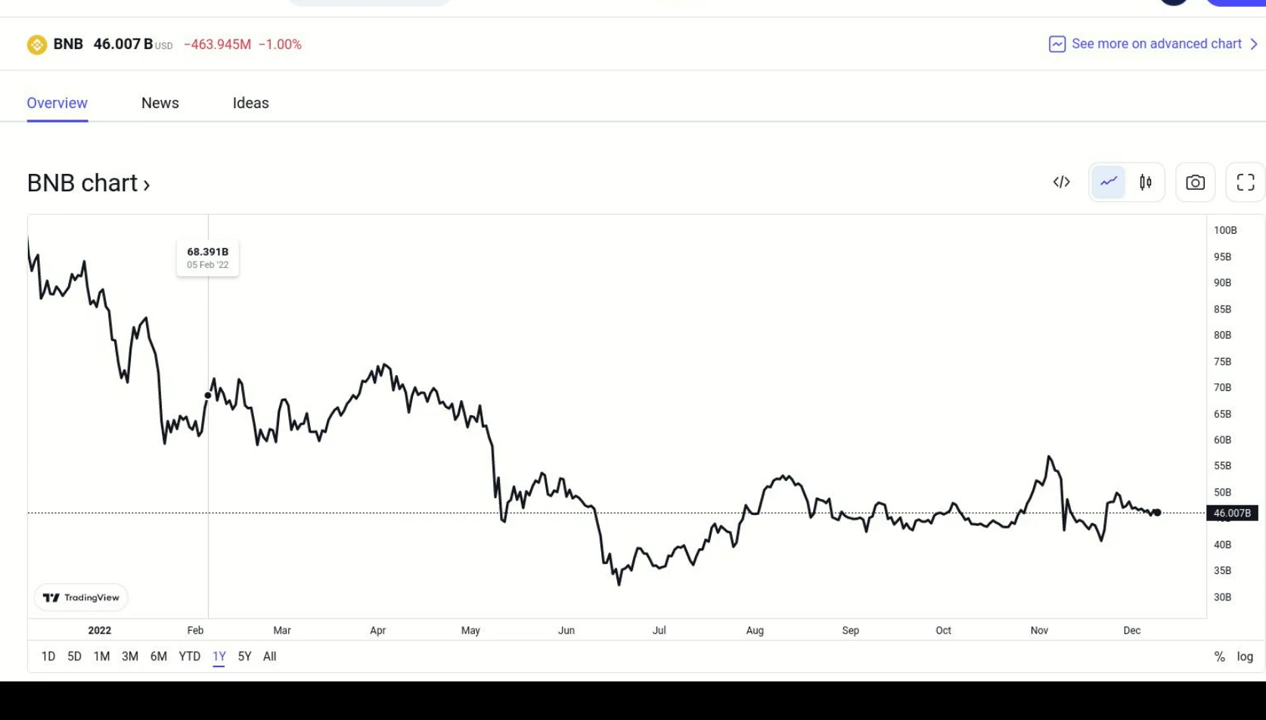 BNB 46.007 B USD −463.945M −1.00%
See more on advanced chart
Overview News Ideas
BNB chart ›
68.391B
05 Feb '22
100B
95B
90B
85B
80B
75B
70B
65B
60B
55B
50B
46.007B
40B
35B
30B
TradingView
2022 Feb Mar Apr May Jun Jul Aug Sep Oct Nov Dec
1D 5D 1M 3M 6M YTD 1Y 5Y All
% log